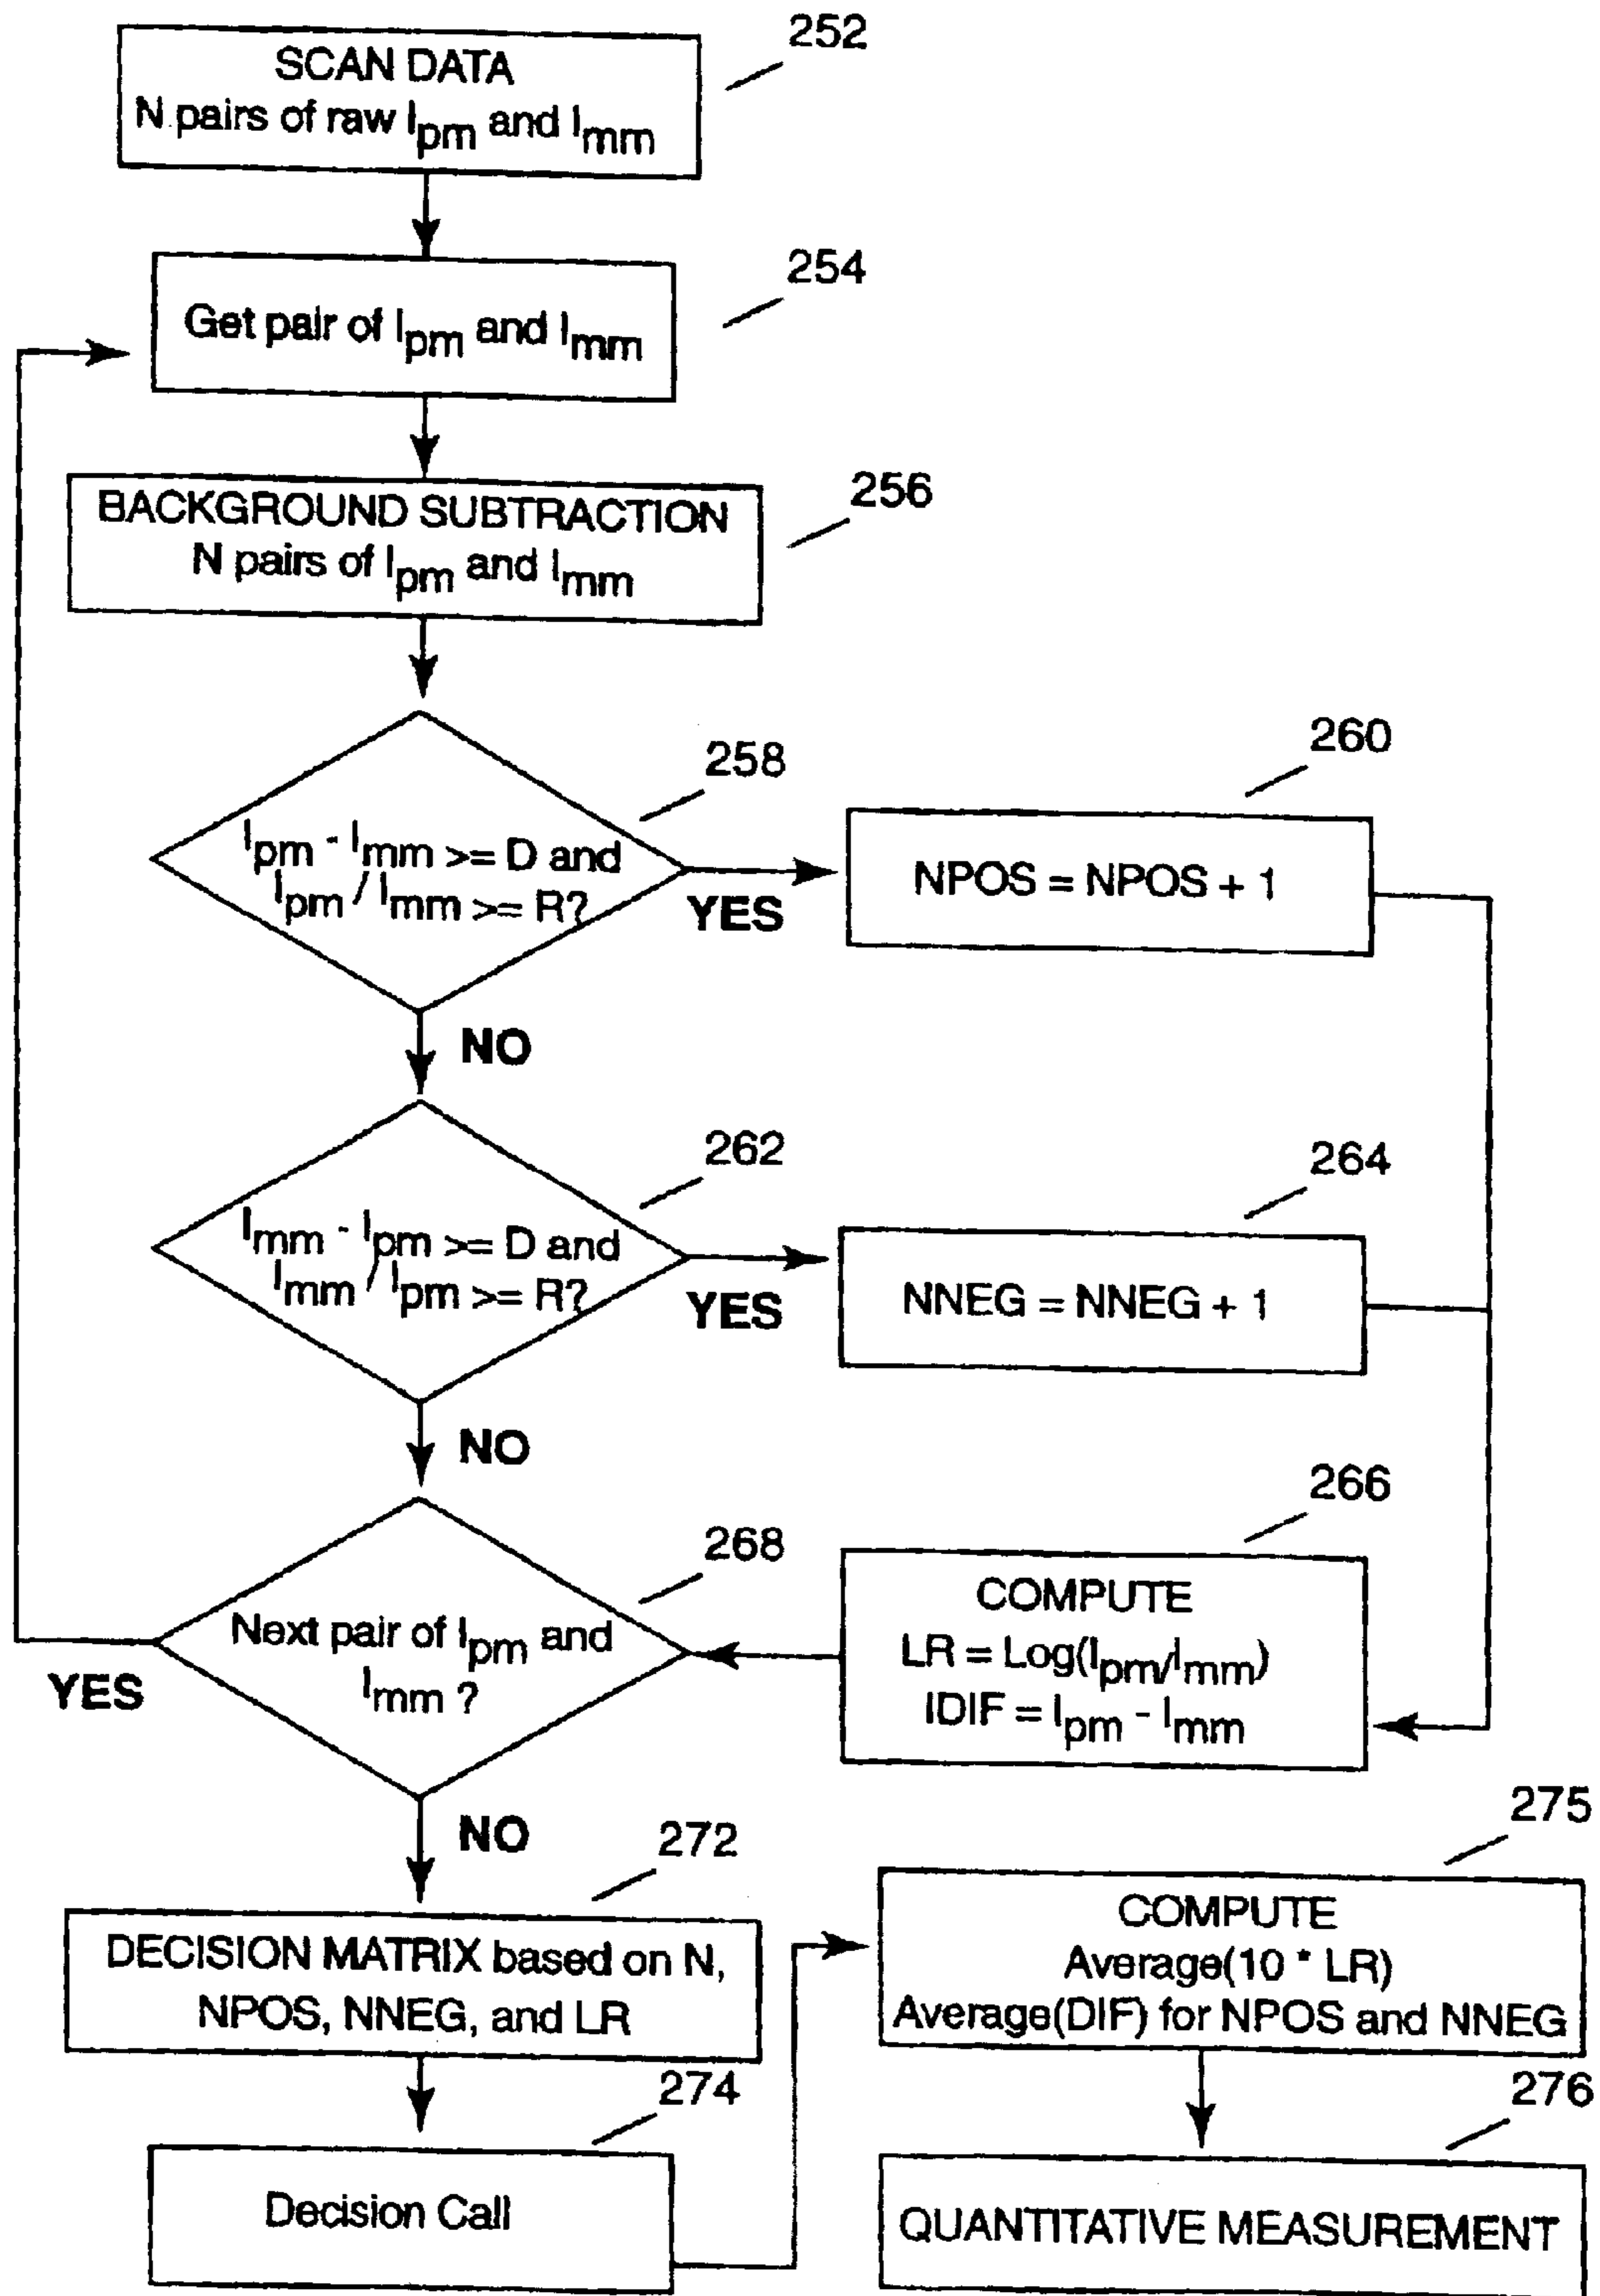 252
SCAN DATA
N pairs of raw Ipm and Imm
254
Get pair of Ipm and Imm
256
BACKGROUND SUBTRACTION
N pairs of Ipm and Imm
258
Ipm - Imm >= D and
Ipm / Imm >= R?
YES
260
NPOS = NPOS + 1
NO
262
Imm - Ipm >= D and
Imm / Ipm >= R?
YES
264
NNEG = NNEG + 1
NO
266
COMPUTE
LR = Log(Ipm/Imm)
IDIF = Ipm - Imm
268
Next pair of Ipm and
Imm ?
YES
NO
272
DECISION MATRIX based on N,
NPOS, NNEG, and LR
274
Decision Call
275
COMPUTE
Average(10 * LR)
Average(DIF) for NPOS and NNEG
276
QUANTITATIVE MEASUREMENT